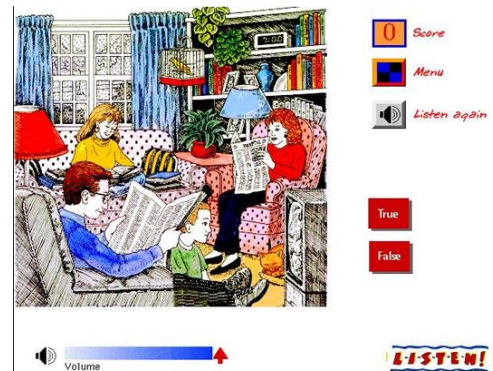 0 Score
Menu
Listen again
True
False
Volume
LISTEN!